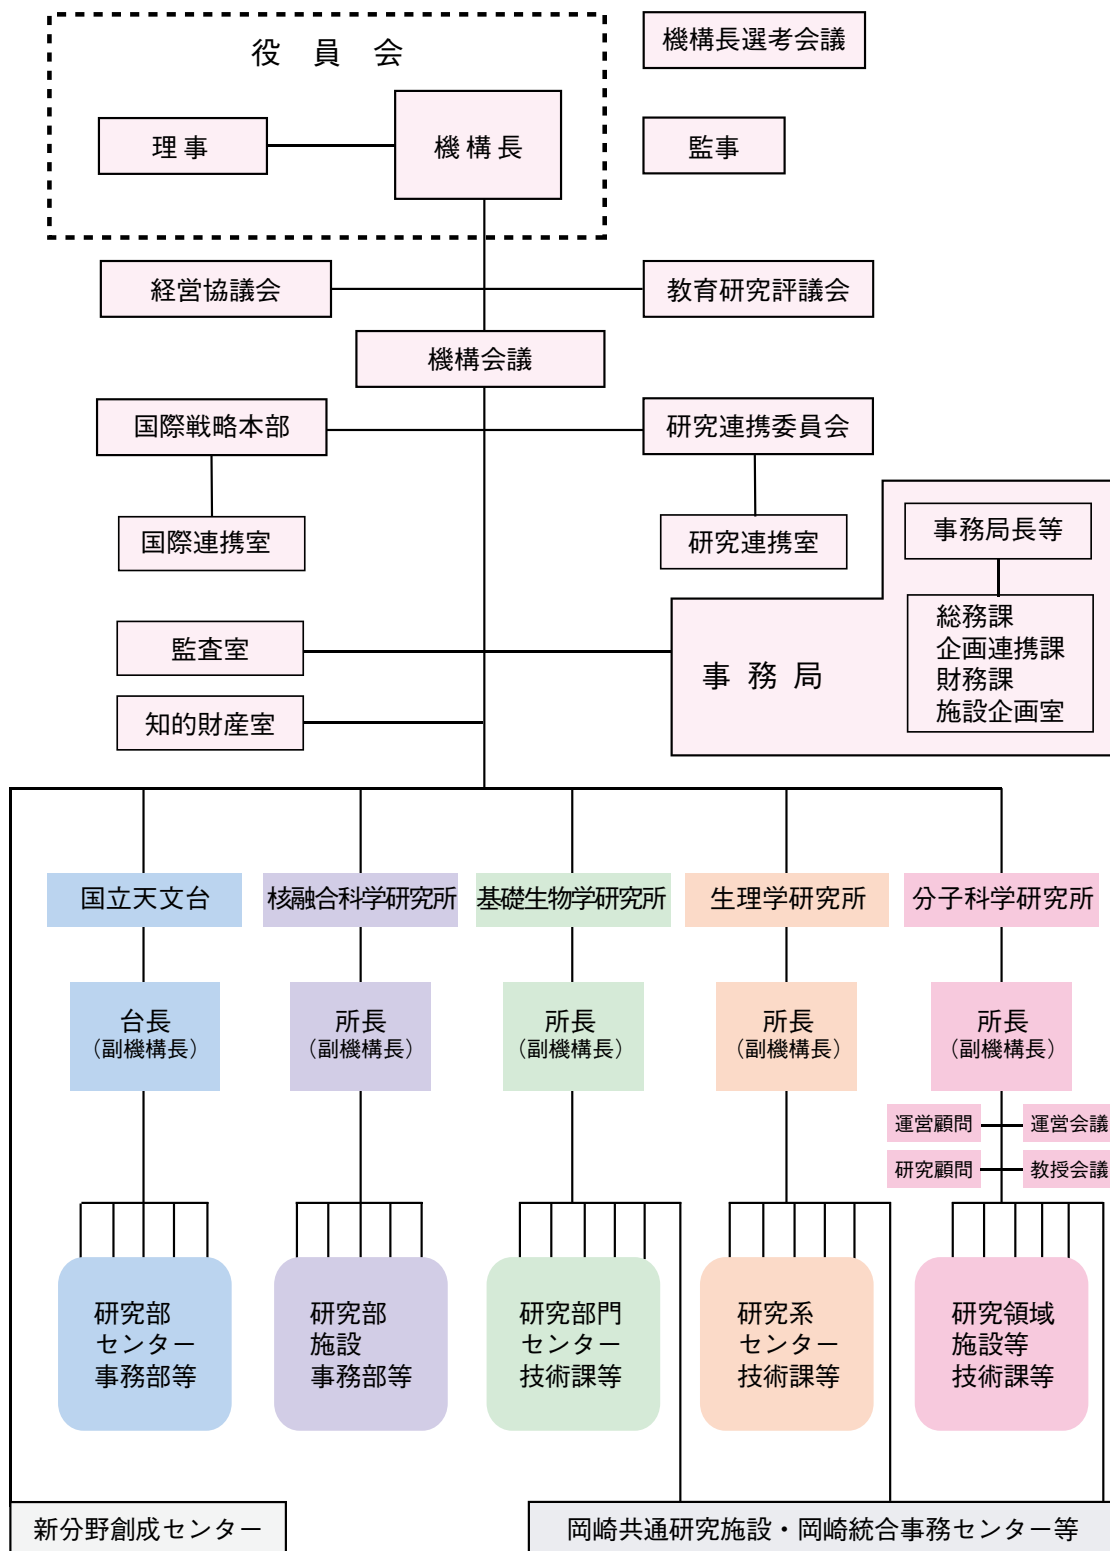 役員会
機構長選考会議
理事
機構長
監事
経営協議会
教育研究評議会
機構会議
国際戦略本部
研究連携委員会
国際連携室
研究連携室
事務局長等
総務課
企画連携課
財務課
施設企画室
監査室
事務局
知的財産室
国立天文台
核融合科学研究所
基礎生物学研究所
生理学研究所
分子科学研究所
台長
（副機構長）
所長
（副機構長）
所長
（副機構長）
所長
（副機構長）
所長
（副機構長）
運営顧問
運営会議
研究顧問
教授会議
研究部
センター
事務部等
研究部
施設
事務部等
研究部門
センター
技術課等
研究系
センター
技術課等
研究領域
施設等
技術課等
新分野創成センター
岡崎共通研究施設・岡崎統合事務センター等